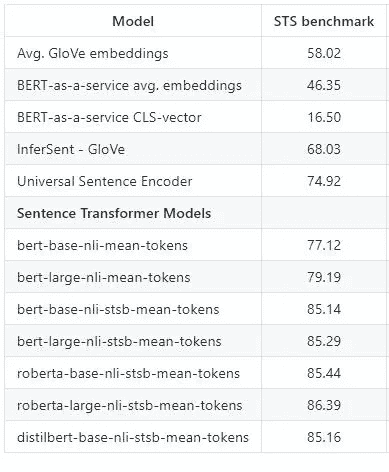 Model STS benchmark
Avg. GloVe embeddings 58.02
BERT-as-a-service avg. embeddings 46.35
BERT-as-a-service CLS-vector 16.50
InferSent - GloVe 68.03
Universal Sentence Encoder 74.92
Sentence Transformer Models
bert-base-nli-mean-tokens 77.12
bert-large-nli-mean-tokens 79.19
bert-base-nli-stsb-mean-tokens 85.14
bert-large-nli-stsb-mean-tokens 85.29
roberta-base-nli-stsb-mean-tokens 85.44
roberta-large-nli-stsb-mean-tokens 86.39
distilbert-base-nli-stsb-mean-tokens 85.16